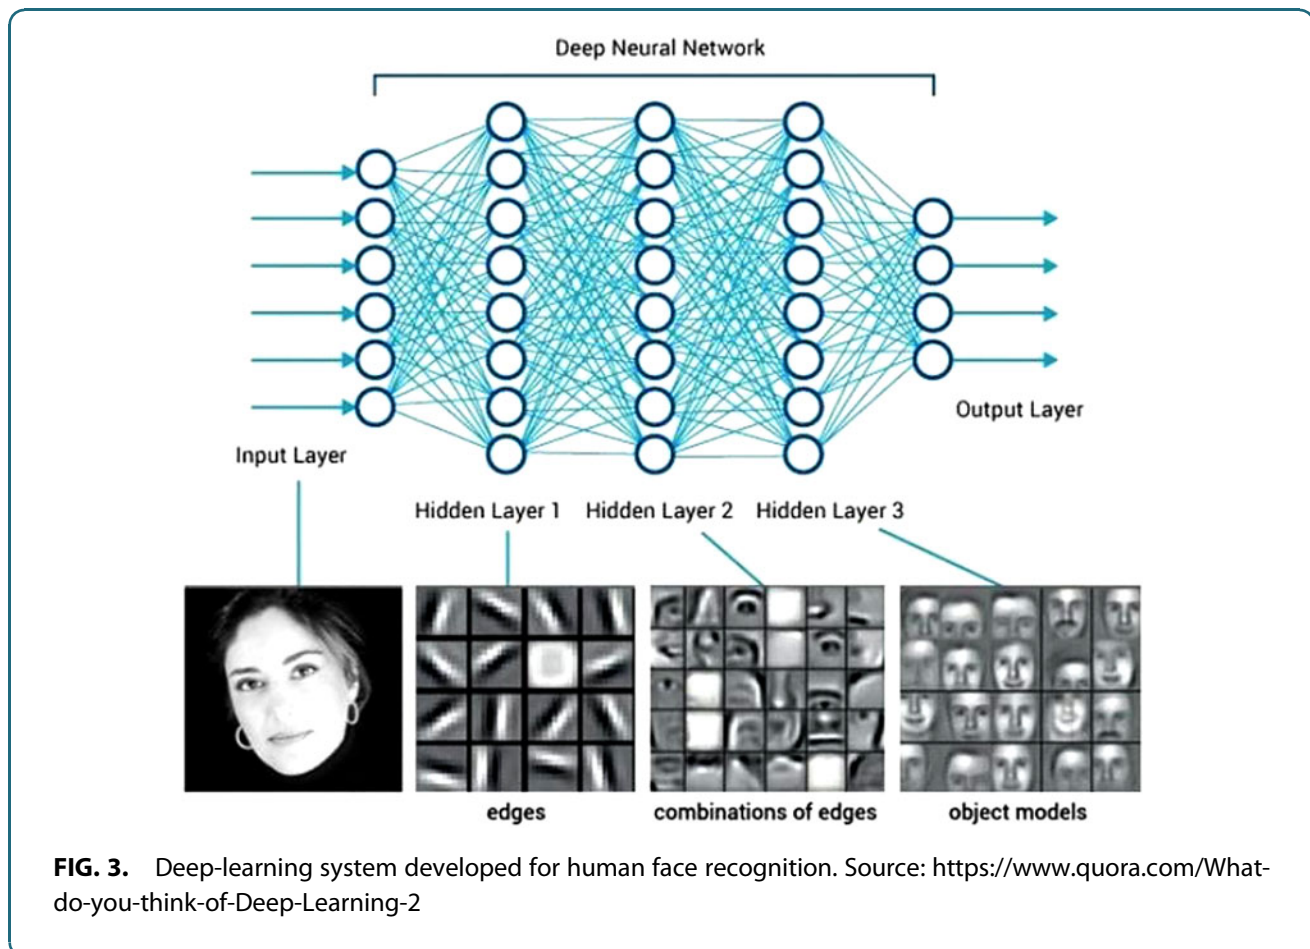 Deep Neural Network
Output Layer
Input Layer
Hidden Layer 1 Hidden Layer 2 Hidden Layer 3
edges combinations of edges object models
FIG. 3. Deep-learning system developed for human face recognition. Source: https://www.quora.com/What-
do-you-think-of-Deep-Learning-2